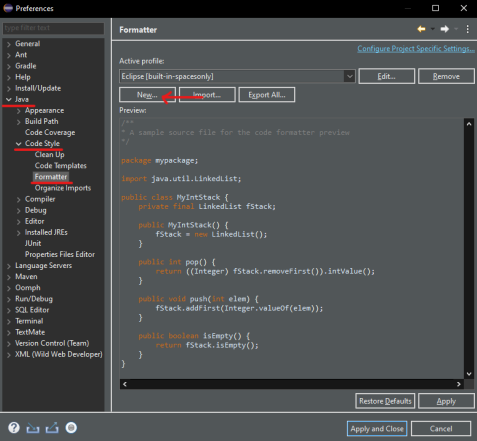 Preferences
type filter text
General
Ant
Gradle
Help
Install/Update
Java
Appearance
Build Path
Code Coverage
Code Style
Clean Up
Code Templates
Formatter
Organize Imports
Compiler
Debug
Editor
Installed JREs
JUnit
Properties Files Editor
Language Servers
Maven
Oomph
Run/Debug
SQL Editor
Terminal
TextMate
Version Control (Team)
XML (Wild Web Developer)
Formatter
Configure Project Specific Settings...
Active profile:
Eclipse [built-in-spacesonly]
Edit...
Remove
New...
Import...
Export All...
Preview:
/**
* A sample source file for the code formatter preview
*/
package mypackage;
import java.util.LinkedList;
public class MyIntStack {
private final LinkedList fStack;
public MyIntStack() {
fStack = new LinkedList();
}
public int pop() {
return ((Integer) fStack.removeFirst()).intValue();
}
public void push(int elem) {
fStack.addFirst(Integer.valueOf(elem));
}
public boolean isEmpty() {
return fStack.isEmpty();
}
}
Restore Defaults
Apply
Apply and Close
Cancel